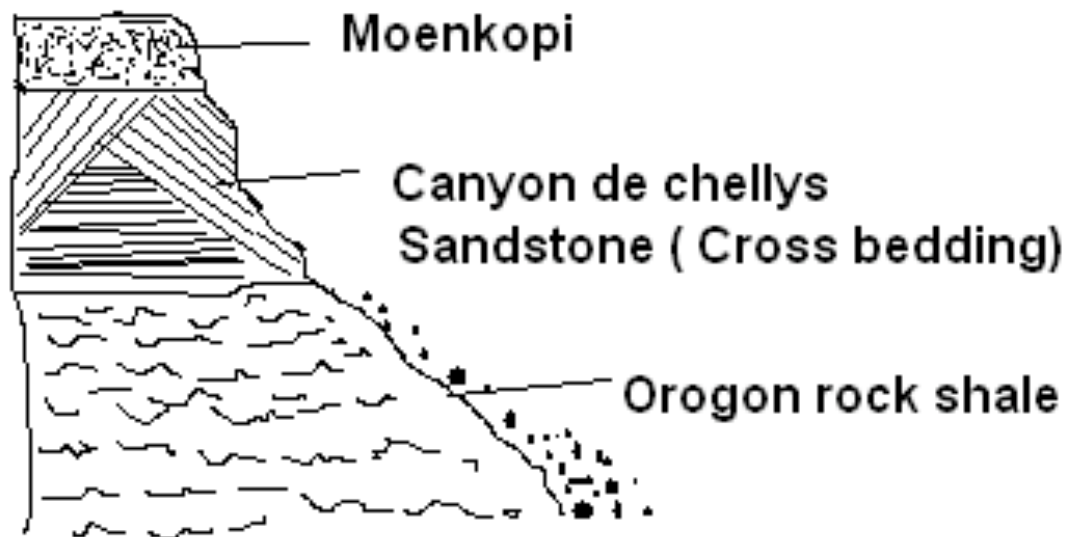 Moenkopi
Canyon de chellys
Sandstone ( Cross bedding)
Orogon rock shale